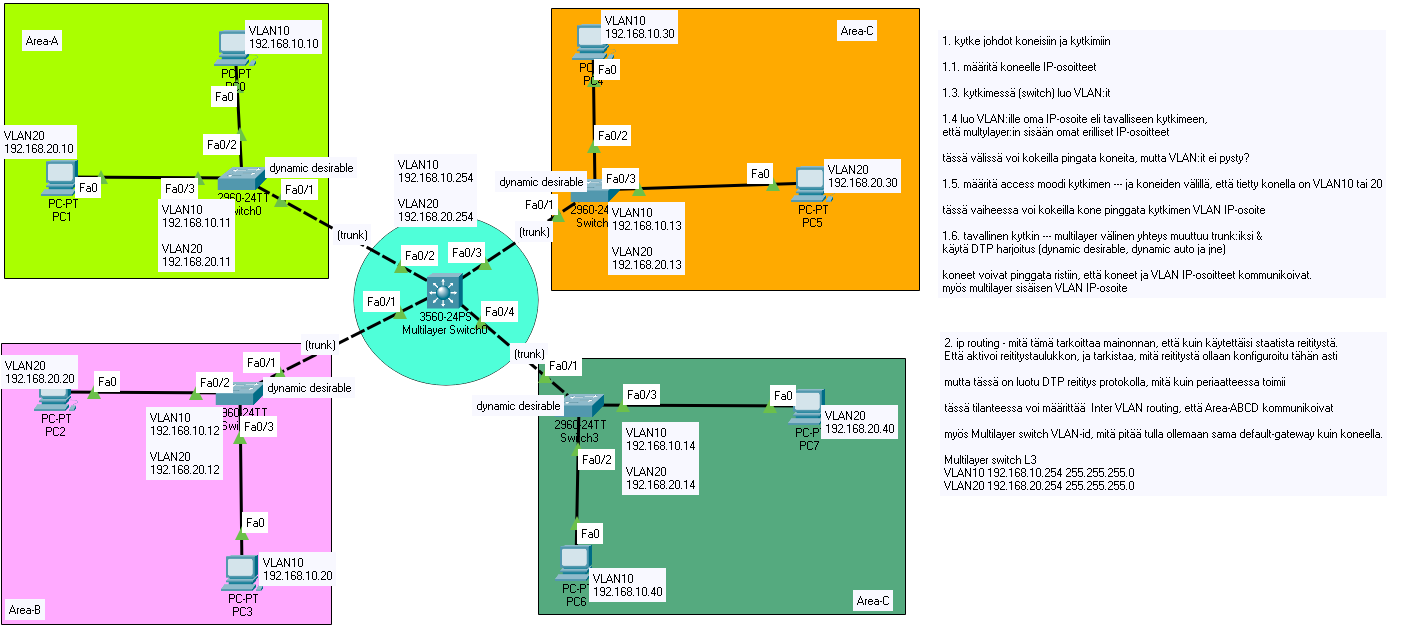 Area-A
VLAN10
192.168.10.10
PC-PT
PC0
Fa0
Fa0/2
VLAN20
192.168.20.10
Fa0
PC-PT
PC1
Fa0/3
dynamic desirable
2960-24TT
Switch0
Fa0/1
VLAN10
192.168.10.11
VLAN20
192.168.20.11
(trunk)
VLAN10
192.168.10.254
VLAN20
192.168.20.254
Fa0/2
Fa0/3
Fa0/1
Fa0/4
3560-24PS
Multilayer Switch0
(trunk)
(trunk)
(trunk)
Area-C
VLAN10
192.168.10.30
PC4
Fa0
Fa0/2
dynamic desirable
Fa0/3
Fa0/1
2960-24
Switch
VLAN10
192.168.10.13
VLAN20
192.168.20.13
Fa0
VLAN20
192.168.20.30
PC-PT
PC5
VLAN20
192.168.20.20
Fa0
PC-PT
PC2
Fa0/2
Fa0/1
dynamic desirable
2960-24TT
Fa0/3
VLAN10
192.168.10.12
VLAN20
192.168.20.12
Fa0
VLAN10
192.168.10.20
PC-PT
PC3
Area-B
Fa0/1
dynamic desirable
2960-24TT
Switch3
Fa0/3
Fa0/2
VLAN10
192.168.10.14
VLAN20
192.168.20.14
Fa0
VLAN20
192.168.20.40
PC-PT
PC7
Fa0
VLAN10
192.168.10.40
PC-PT
PC6
Area-C
1. kytke johdot koneisiin ja kytkimiin
1.1. määritä koneelle IP-osoitteet
1.3. kytkimessä (switch) luo VLAN:it
1.4 luo VLAN:ille oma IP-osoite eli tavalliseen kytkimeen,
että multylayer:in sisään omat erilliset IP-osoitteet
tässä välissä voi kokeilla pingata koneita, mutta VLAN:it ei pysty?
1.5. määritä access moodi kytkimen --- ja koneiden välillä, että tietty konella on VLAN10 tai 20
tässä vaiheessa voi kokeilla kone pinggata kytkimen VLAN IP-osoite
1.6. tavallinen kytkin --- multilayer välinen yhteys muuttuu trunk:iksi &
käytä DTP harjoitus (dynamic desirable, dynamic auto ja jne)
koneet voivat pinggata ristiin, että koneet ja VLAN IP-osoitteet kommunikoivat.
myös multilayer sisäisen VLAN IP-osoite
2. ip routing - mitä tämä tarkoittaa mainonnan, että kuin käytettäisi staatista reititystä.
Että aktivoi reititystaulukkon, ja tarkistaa, mitä reititystä ollaan konfiguroitu tähän asti
mutta tässä on luotu DTP reititys protokolla, mitä kuin periaatteessa toimii
tässä tilanteessa voi määrittää Inter VLAN routing, että Area-ABCD kommunikoivat
myös Multilayer switch VLAN-id, mitä pitää tulla ollemaan sama default-gateway kuin koneella.
Multilayer switch L3
VLAN10 192.168.10.254 255.255.255.0
VLAN20 192.168.20.254 255.255.255.0